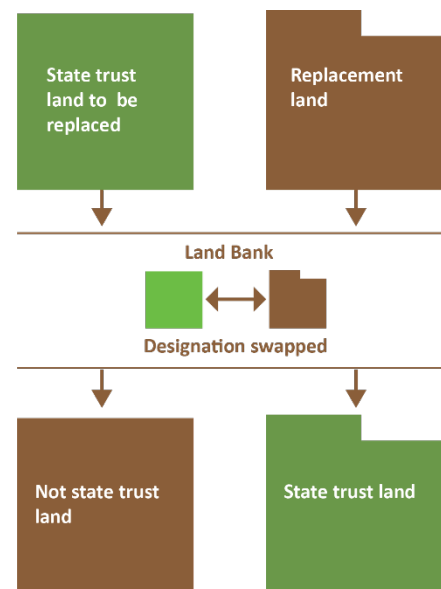 State trust
land to be
replaced
Replacement
land
Land Bank
Designation swapped
Not state trust
land
State trust land